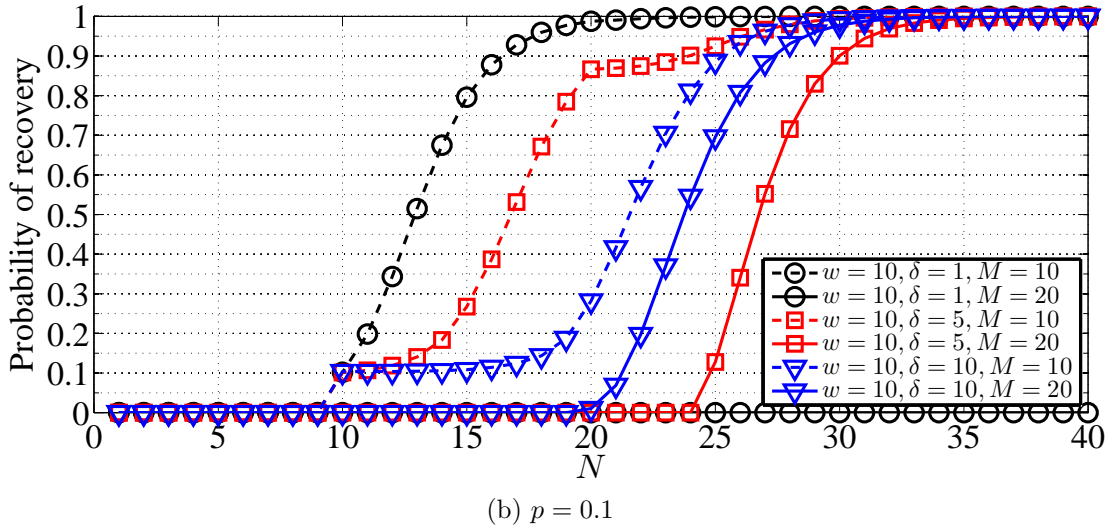 1
0.9
0.8
0.7
0.6
0.5
0.4
0.3
0.2
0.1
0
Probability of recovery
0 5 10 15 20 25 30 35 40
N
w = 10, δ = 1, M = 10
w = 10, δ = 1, M = 20
w = 10, δ = 5, M = 10
w = 10, δ = 5, M = 20
w = 10, δ = 10, M = 10
w = 10, δ = 10, M = 20
(b) p = 0.1